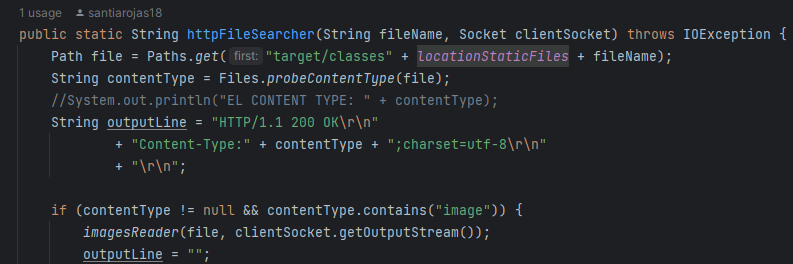 1 usage santiarojas18
public static String httpFileSearcher(String fileName, Socket clientSocket) throws IOException {
    Path file = Paths.get( first: "target/classes" + locationStaticFiles + fileName);
    String contentType = Files.probeContentType(file);
    //System.out.println("EL CONTENT TYPE: " + contentType);
    String outputLine = "HTTP/1.1 200 OK\r\n"
            + "Content-Type:" + contentType + ";charset=utf-8\r\n"
            + "\r\n";
    if (contentType != null && contentType.contains("image")) {
        imagesReader(file, clientSocket.getOutputStream());
        outputLine = "";